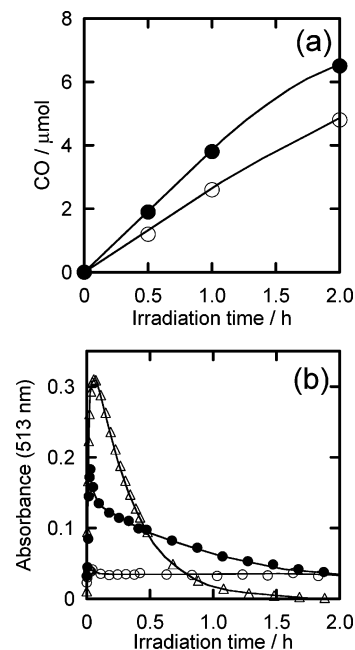 (a)
8
6
4
2
0
CO / μmol
0 0.5 1.0 1.5 2.0
Irradiation time / h
(b)
0.3
0.2
0.1
0
Absorbance (513 nm)
0 0.5 1.0 1.5 2.0
Irradiation time / h